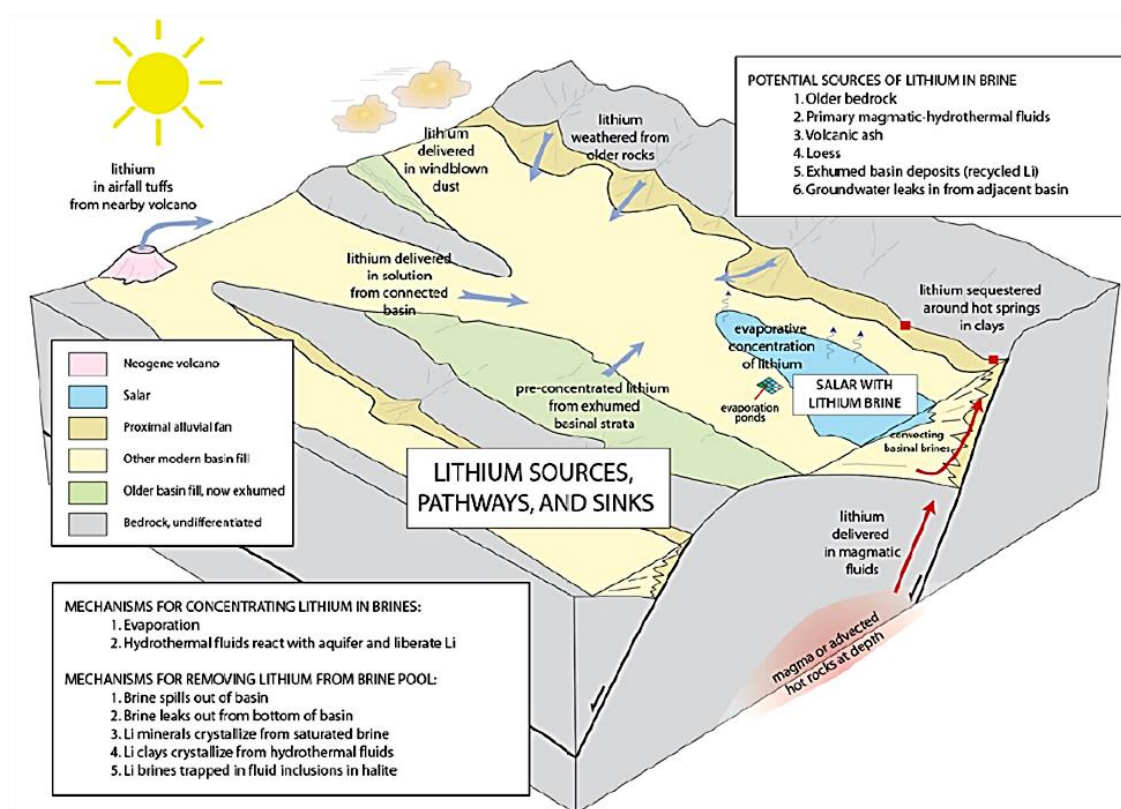 POTENTIAL SOURCES OF LITHIUM IN BRINE
1. Older bedrock
2. Primary magmatic-hydrothermal fluids
3. Volcanic ash
4. Loess
5. Exhumed basin deposits (recycled Li)
6. Groundwater leaks in from adjacent basin
lithium
delivered
in windblown
dust
lithium
weathered from
older rocks
lithium
in airfall tuffs
from nearby volcano
lithium delivered
in solution
from connected
basin
lithium sequestered
around hot springs
in clays
evaporative
concentration
of lithium
SALAR WITH
LITHIUM BRINE
evaporation
ponds
pre-concentrated lithium
from exhumed
basinal strata
convecting
basinal brines
Neogene volcano
Salar
Proximal alluvial fan
Other modern basin fill
Older basin fill, now exhumed
Bedrock, undifferentiated
LITHIUM SOURCES,
PATHWAYS, AND SINKS
lithium
delivered
in magmatic
fluids
magma or advected
hot rocks at depth
MECHANISMS FOR CONCENTRATING LITHIUM IN BRINES:
1. Evaporation
2. Hydrothermal fluids react with aquifer and liberate Li
MECHANISMS FOR REMOVING LITHIUM FROM BRINE POOL:
1. Brine spills out of basin
2. Brine leaks out from bottom of basin
3. Li minerals crystallize from saturated brine
4. Li clays crystallize from hydrothermal fluids
5. Li brines trapped in fluid inclusions in halite